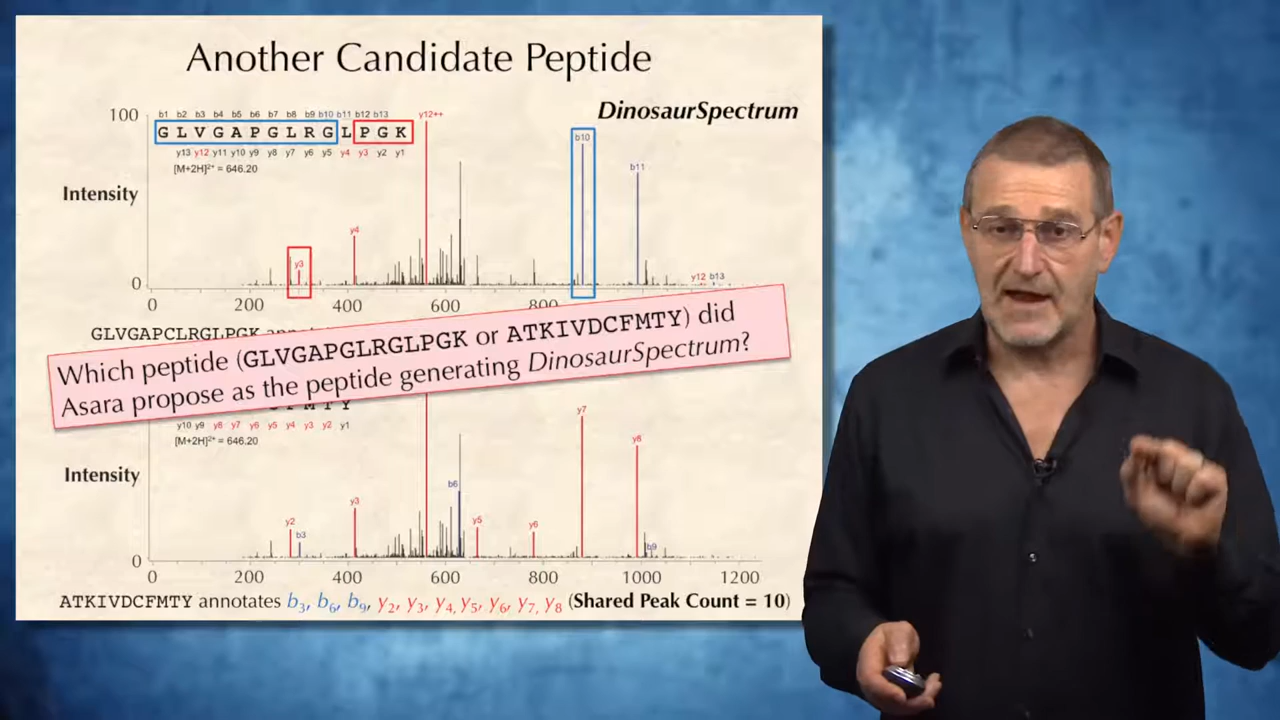 Another Candidate Peptide
DinosaurSpectrum
100
b1 b2 b3 b4 b5 b6 b7 b8 b9 b10 b11 b12 b13
y12++
G L V G A P G L R G L P G K
y13 y12 y11 y10 y9 y8 y7 y6 y5 y4 y3 y2 y1
[M+2H]2+ = 646.20
b10
b11
Intensity
y4
y3
y12 b13
0
0 200 400 600 800
GLVGAPCLRGLPGK
Which peptide (GLVGAPGLRGLPGK or ATKIVDCFMTY) did
Asara propose as the peptide generating DinosaurSpectrum?
M T Y
y10 y9 y8 y7 y6 y5 y4 y3 y2 y1
[M+2H]2+ = 646.20
y7
y8
Intensity
b6
y3
y2
b3
y5
y6
b9
0
0 200 400 600 800 1000 1200
ATKIVDCFMTY annotates b3, b6, b9, y2, y3, y4, y5, y6, y7, y8 (Shared Peak Count = 10)